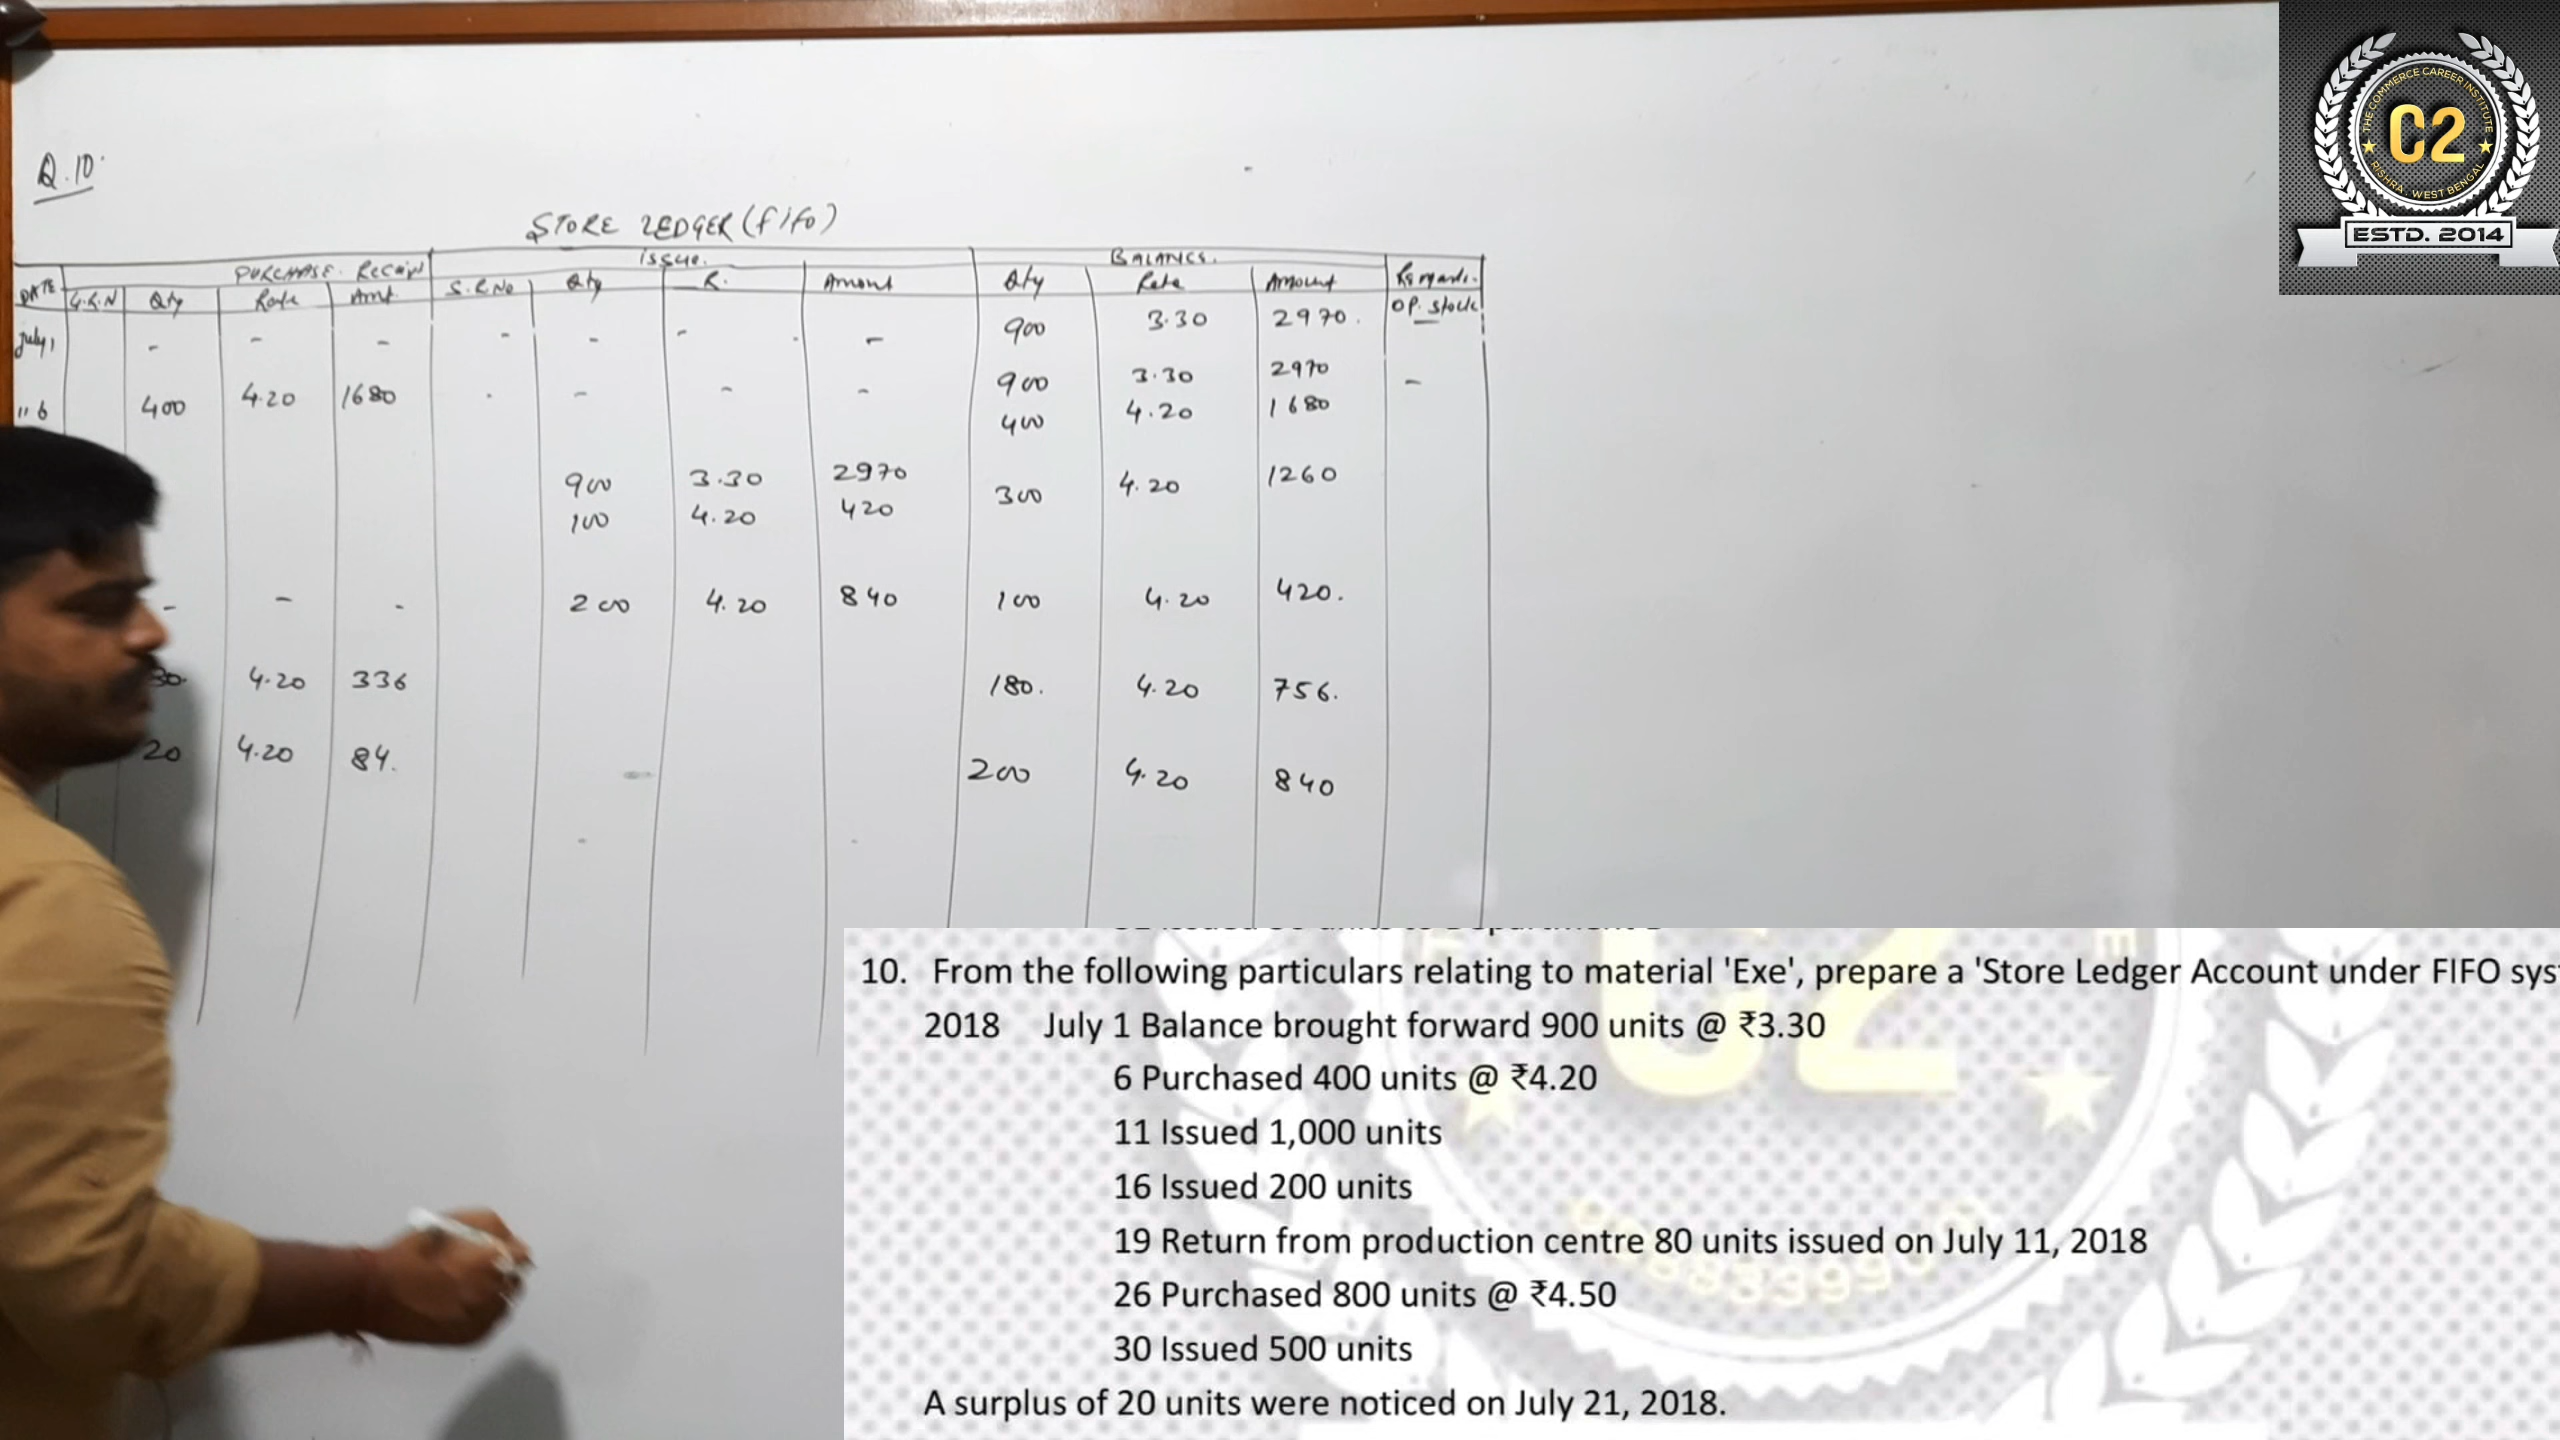 Q.10.
STORE LEDGER (FIFO)
DATE PURCHASE. Receipt Issue. BALANCE. Remarks.
G.R.N Qty Rate Amt. S.R.No Qty R. Amount Qty Rate Amount
July 1 - - - - - - - 900 3.30 2970. OP. stock
" 6 400 4.20 1680 - - - 900 3.30 2970 -
400 4.20 1680
900 3.30 2970 300 4.20 1260
100 4.20 420
- - - 200 4.20 840 100 4.20 420.
4.20 336 180. 4.20 756.
20 4.20 84. 200 4.20 840
THE COMMERCE CAREER INSTITUTE
C2
RISHRA, WEST BENGAL
ESTD. 2014
10. From the following particulars relating to material 'Exe', prepare a 'Store Ledger Account under FIFO sys
2018 July 1 Balance brought forward 900 units @ ₹3.30
6 Purchased 400 units @ ₹4.20
11 Issued 1,000 units
16 Issued 200 units
19 Return from production centre 80 units issued on July 11, 2018
26 Purchased 800 units @ ₹4.50
30 Issued 500 units
A surplus of 20 units were noticed on July 21, 2018.